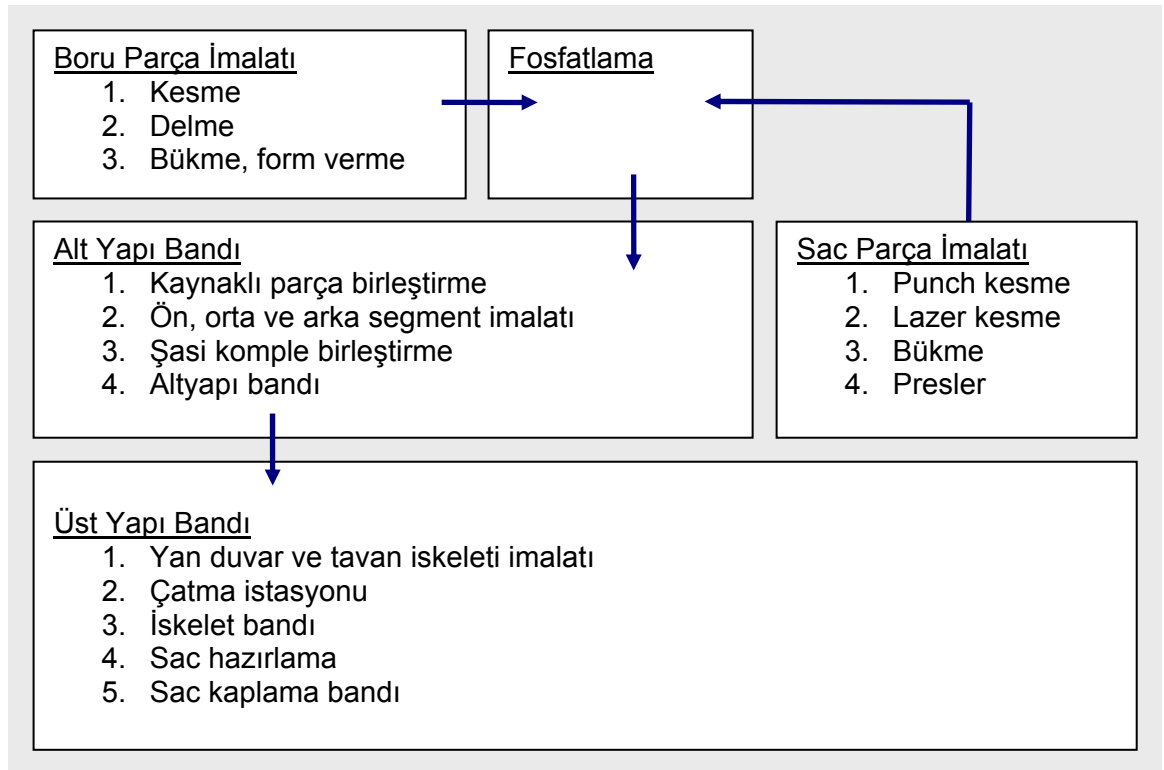 Boru Parça İmalatı
1. Kesme
2. Delme
3. Bükme, form verme
Fosfatlama
Alt Yapı Bandı
1. Kaynaklı parça birleştirme
2. Ön, orta ve arka segment imalatı
3. Şasi komple birleştirme
4. Altyapı bandı
Sac Parça İmalatı
1. Punch kesme
2. Lazer kesme
3. Bükme
4. Presler
Üst Yapı Bandı
1. Yan duvar ve tavan iskeleti imalatı
2. Çatma istasyonu
3. İskelet bandı
4. Sac hazırlama
5. Sac kaplama bandı